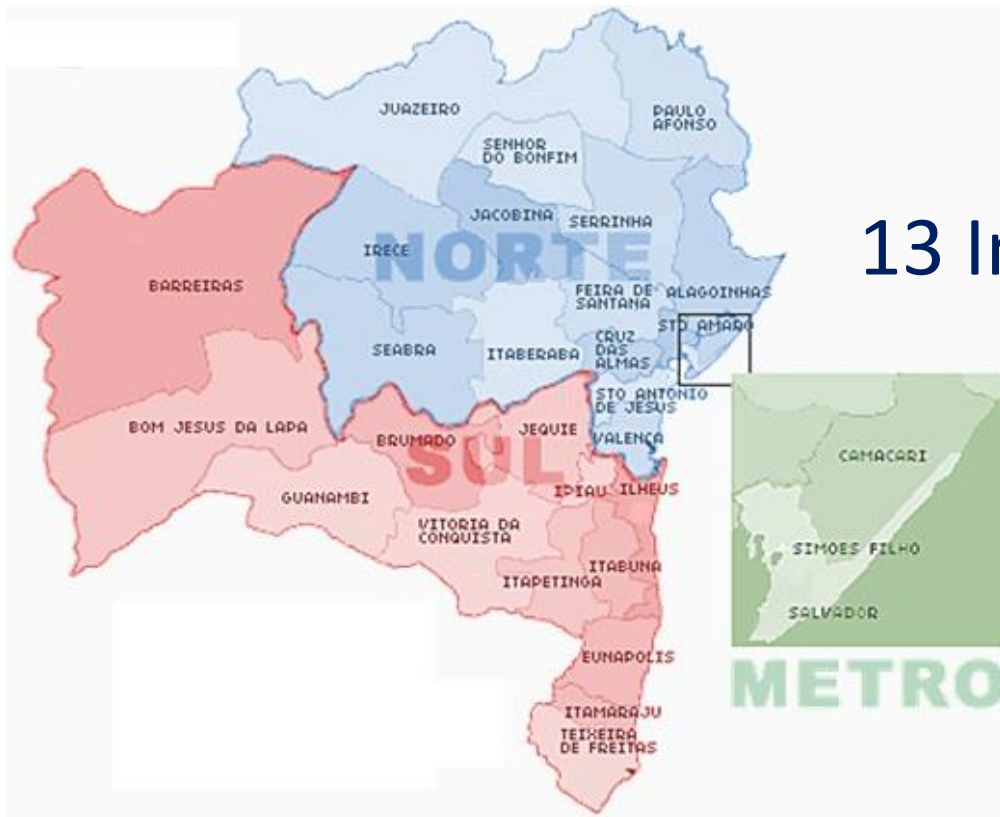 JUAZEIRO
PAULO
AFONSO
SENHOR
DO BONFIM
JACOBINA
SERRINHA
IRECE
NORTE
13 I
BARREIRAS
FEIRA DE
SANTANA
ALAGOINHAS
STO AMARO
CRUZ
DAS
ALMAS
SEABRA
ITABERABA
STO ANTONIO
DE JESUS
BOM JESUS DA LAPA
BRUMADO
JEQUIE
VALENÇA
SUL
GUANAMBI
IPIAU
ILHEUS
CAMACARI
VITORIA DA
CONQUISTA
SIMOES FILHO
ITABUNA
ITAPETINGA
SALVADOR
EUNAPOLIS
METRO
ITAMARAJU
TEIXEIRA
DE FREITAS